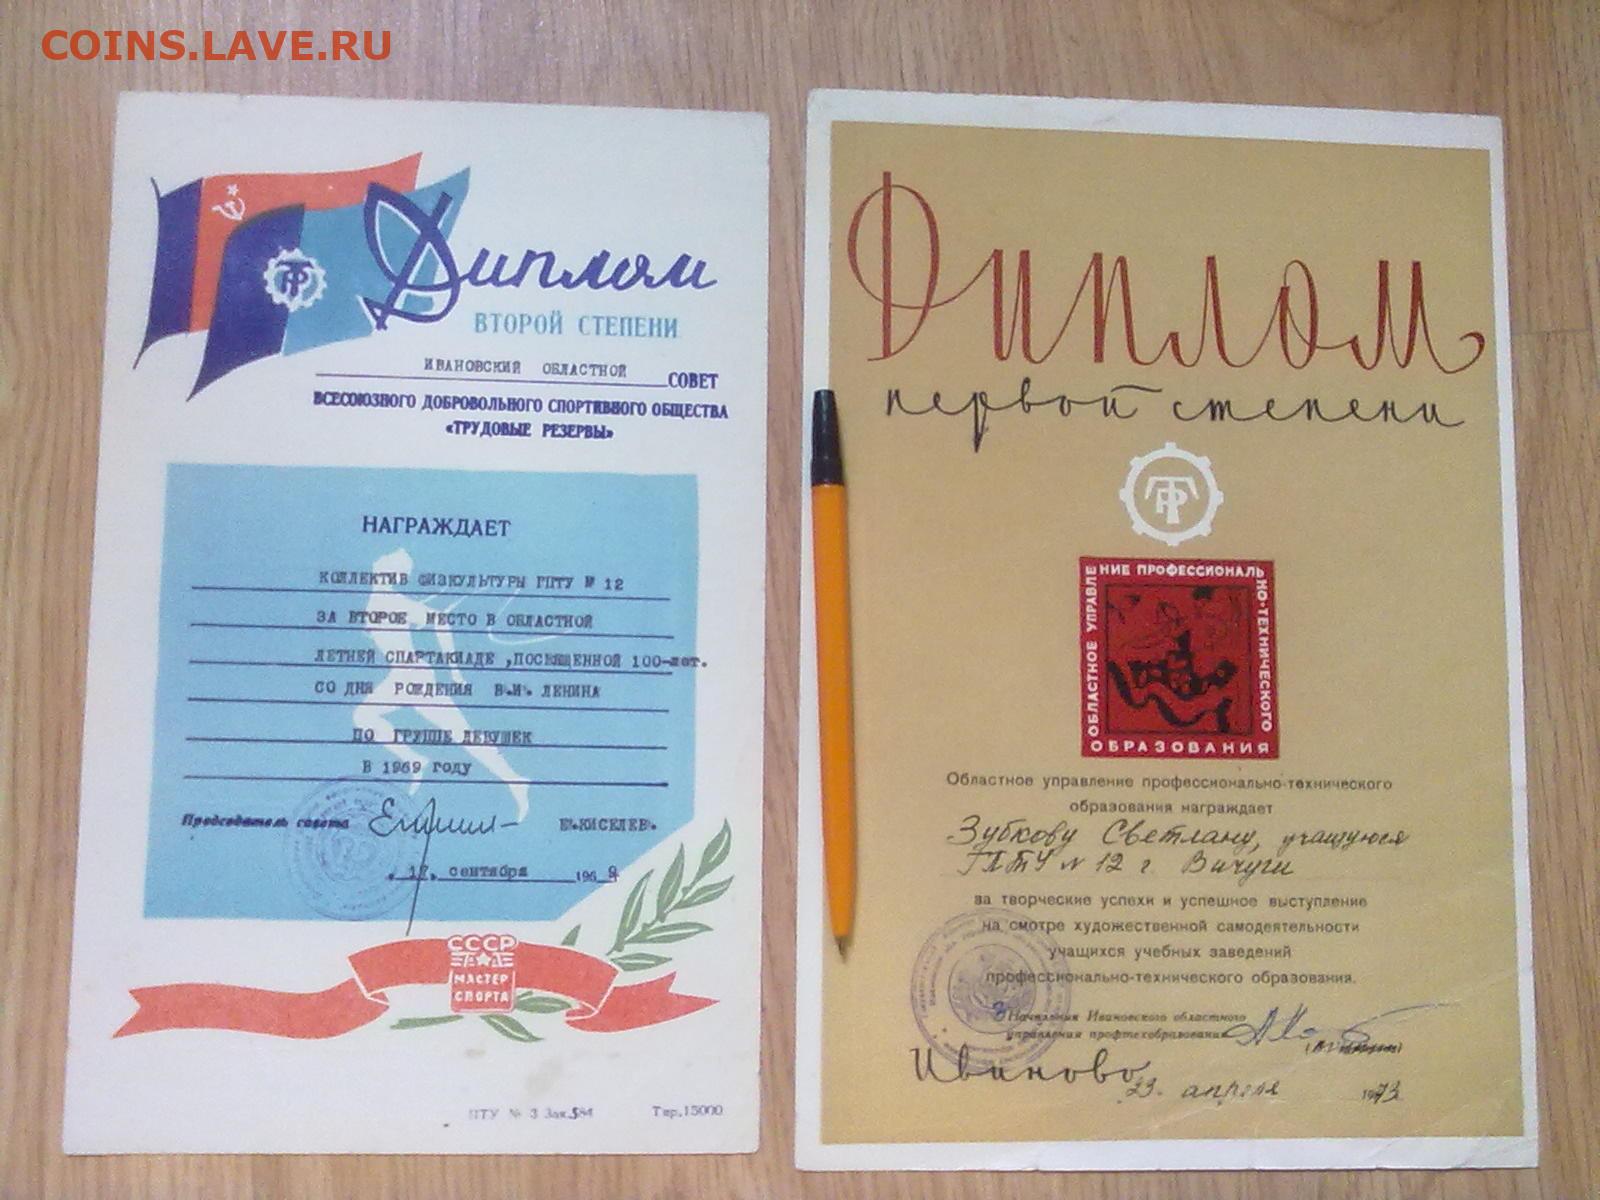 COINS.LAVE.RU
Диплом
ВТОРОЙ СТЕПЕНИ
ИВАНОВСКИЙ ОБЛАСТНОЙ СОВЕТ
ВСЕСОЮЗНОГО ДОБРОВОЛЬНОГО СПОРТИВНОГО ОБЩЕСТВА
«ТРУДОВЫЕ РЕЗЕРВЫ»
НАГРАЖДАЕТ
КОЛЛЕКТИВ ФИЗКУЛЬТУРЫ ГПТУ № 12
ЗА ВТОРОЕ МЕСТО В ОБЛАСТНОЙ
ЛЕТНЕЙ СПАРТАКИАДЕ ,ПОСВЯЩЕННОЙ 100-лет.
СО ДНЯ РОЖДЕНИЯ В.И. ЛЕНИНА
ПО ГРУППЕ ДЕВУШЕК
В 1969 году
Председатель совета Е.КИСЕЛЕВ.
17. сентября 1969
СССР
МАСТЕР
СПОРТА
ПТУ № 3 Зак.584 Тир.15000
Диплом
первой степени
ТР
ОБЛАСТНОЕ УПРАВЛЕНИЕ ПРОФЕССИОНАЛЬНО-ТЕХНИЧЕСКОГО
ОБРАЗОВАНИЯ
Областное управление профессионально-технического
образования награждает
Зубкову Светлану, учащуюся
ГПТУ № 12 г. Вичуги
за творческие успехи и успешное выступление
на смотре художественной самодеятельности
учащихся учебных заведений
профессионально-технического образования.
Начальник Ивановского областного
управления профтехобразования
Иваново
23. апреля 1973